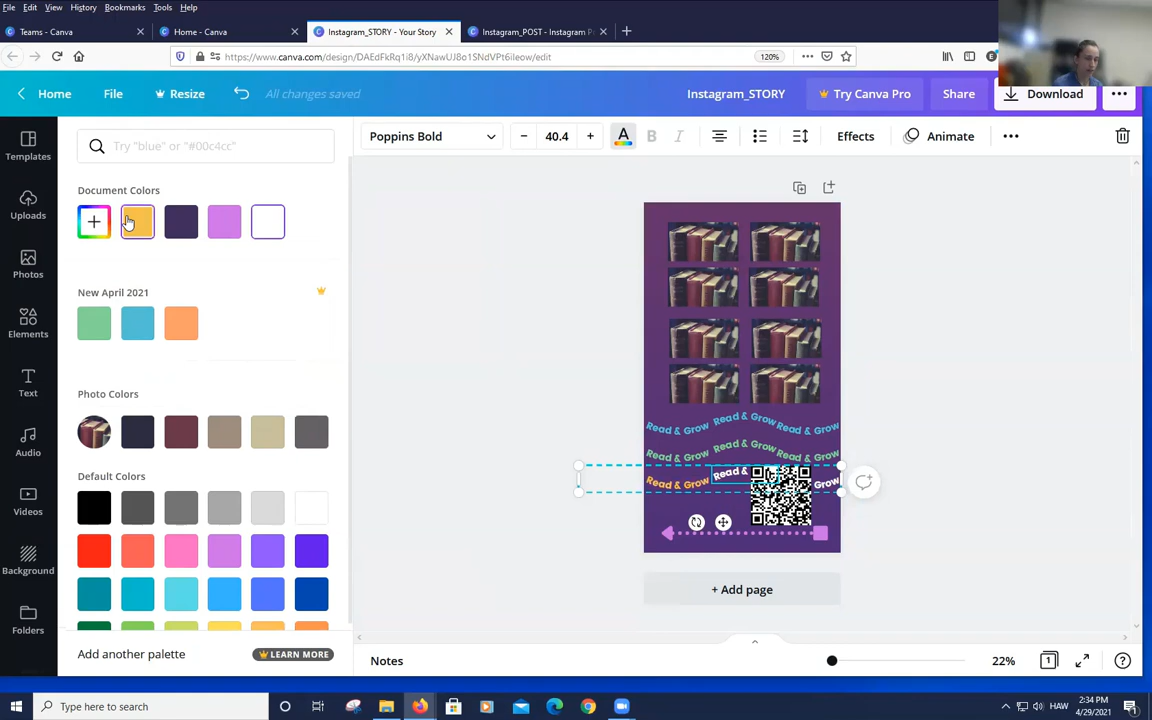 File Edit View History Bookmarks Tools Help
Teams - Canva
Home - Canva
Instagram_STORY - Your Story
Instagram_POST - Instagram P
https://www.canva.com/design/DAEdFkRq1i8/yXNawUJ8o1SNdVPt6ileow/edit
120%
Home File Resize All changes saved Instagram_STORY Try Canva Pro Share Download
Poppins Bold 40.4 A B I Effects Animate
Templates
Uploads
Photos
Elements
Text
Audio
Videos
Background
Folders
Try "blue" or "#00c4cc"
Document Colors
New April 2021
Photo Colors
Default Colors
Add another palette LEARN MORE
Read & Grow Read & Grow Read & Grow
Read & Grow Read & Grow Read & Grow
Read & Grow Read & Grow
+ Add page
Notes
22%
1
Type here to search
HAW
2:34 PM
4/29/2021
1